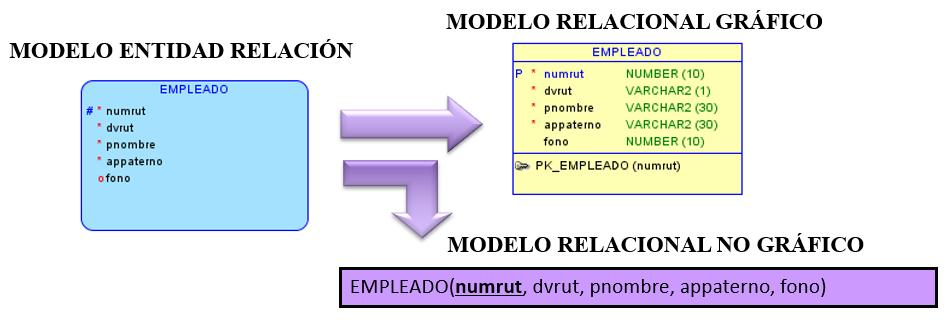 MODELO ENTIDAD RELACIÓN
EMPLEADO
# * numrut
* dvrut
* pnombre
* appaterno
o fono
MODELO RELACIONAL GRÁFICO
EMPLEADO
P * numrut NUMBER (10)
* dvrut VARCHAR2 (1)
* pnombre VARCHAR2 (30)
* appaterno VARCHAR2 (30)
fono NUMBER (10)
PK_EMPLEADO (numrut)
MODELO RELACIONAL NO GRÁFICO
EMPLEADO(numrut, dvrut, pnombre, appaterno, fono)